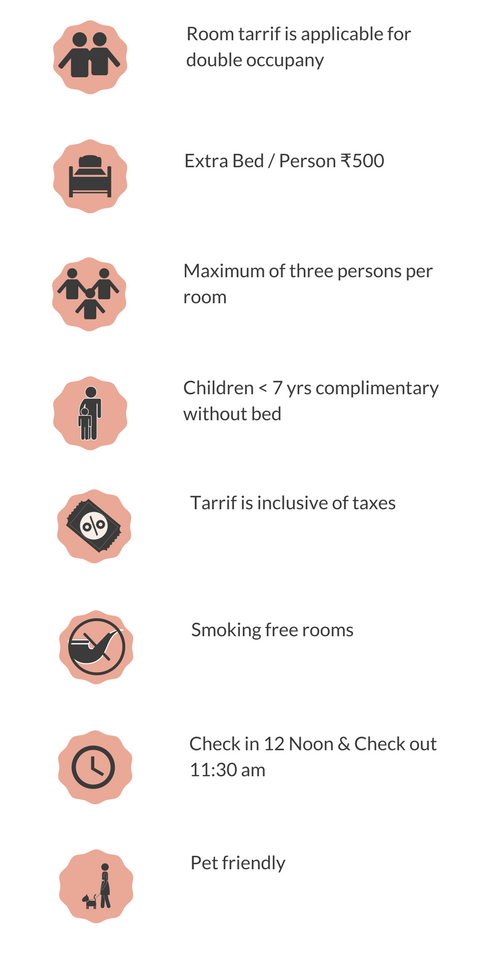 Room tarrif is applicable for
double occupany
Extra Bed / Person ₹500
Maximum of three persons per
room
Children < 7 yrs complimentary
without bed
Tarrif is inclusive of taxes
Smoking free rooms
Check in 12 Noon & Check out
11:30 am
Pet friendly